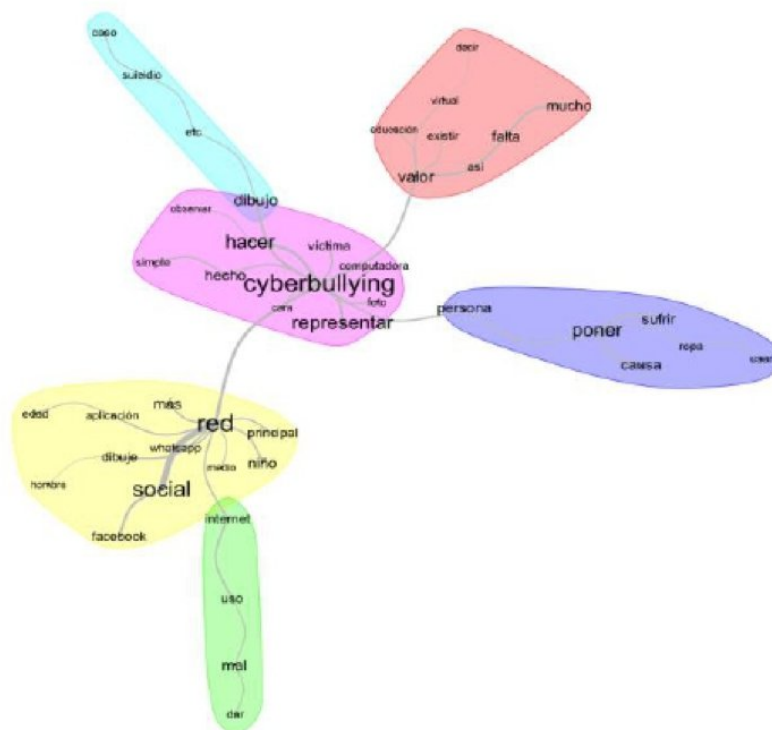 caso
suicidio
etc
dibujo
decir
virtual
educación
existir
mucho
falta
así
valor
observar
hacer
víctima
simple
hecho
computadora
cyberbullying
cara
foto
representar
persona
poner
sufrir
ropa
usar
causa
más
edad
aplicación
red
principal
whatsapp
dibuje
medio
niño
hombre
social
facebook
internet
uso
mal
dar